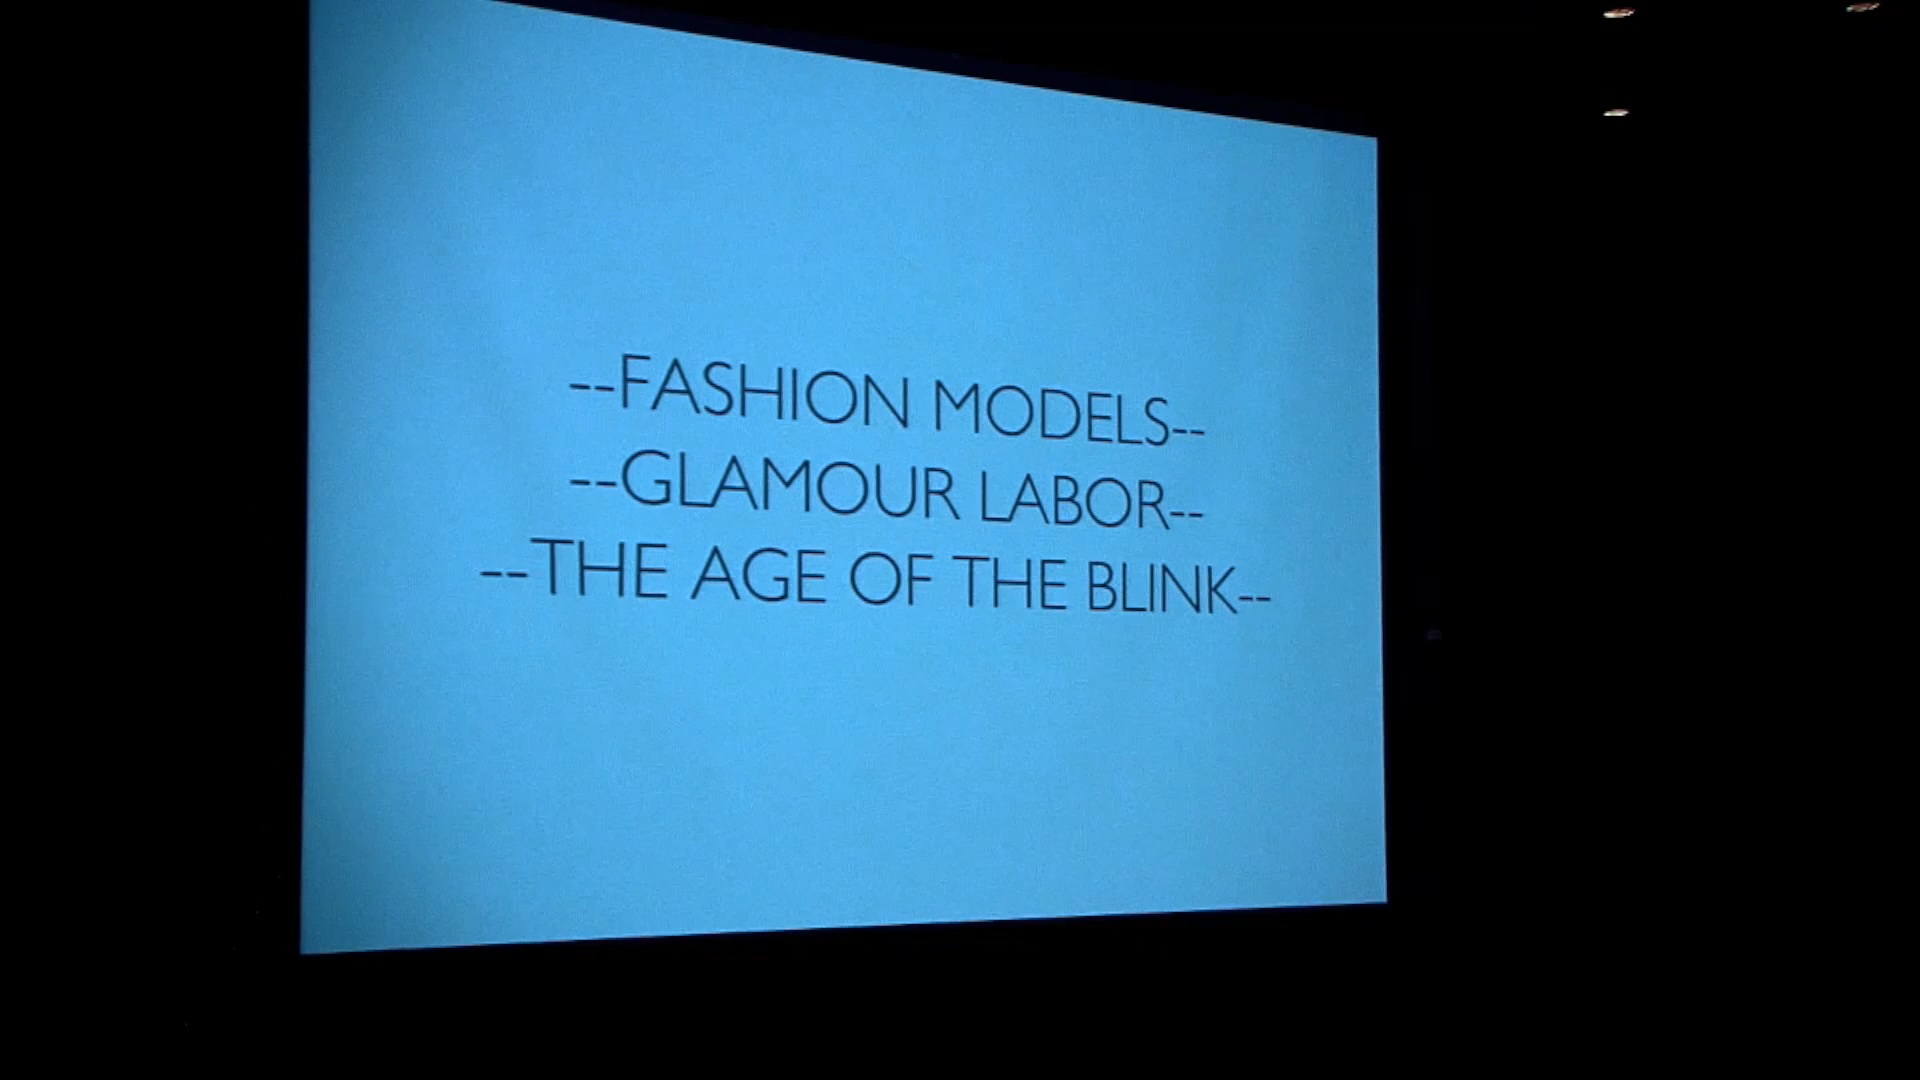 --FASHION MODELS--
--GLAMOUR LABOR--
--THE AGE OF THE BLINK--